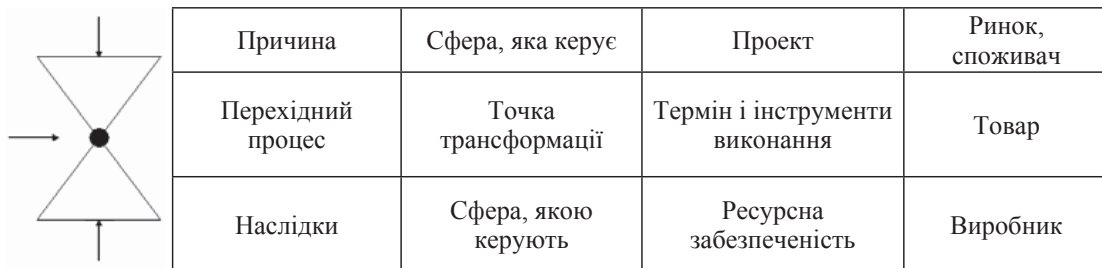 Причина
Сфера, яка керує
Проект
Ринок,
споживач
Перехідний
процес
Точка
трансформації
Термін і інструменти
виконання
Товар
Наслідки
Сфера, якою
керують
Ресурсна
забезпеченість
Виробник